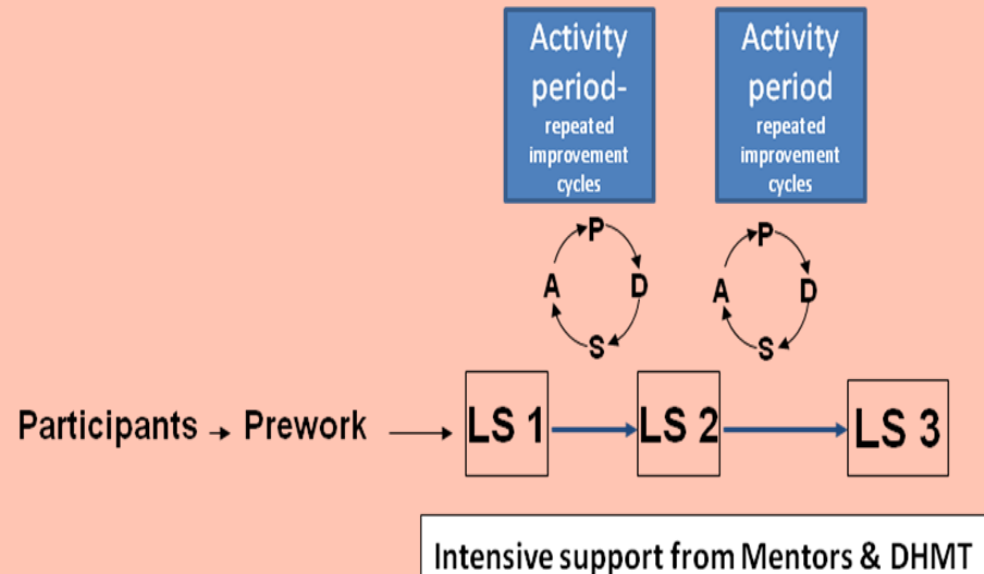 Activity
period-
repeated
improvement
cycles
Activity
period
repeated
improvement
cycles
P
A
D
S
P
A
D
S
Participants
Prework
LS 1
LS 2
LS 3
Intensive support from Mentors & DHMT